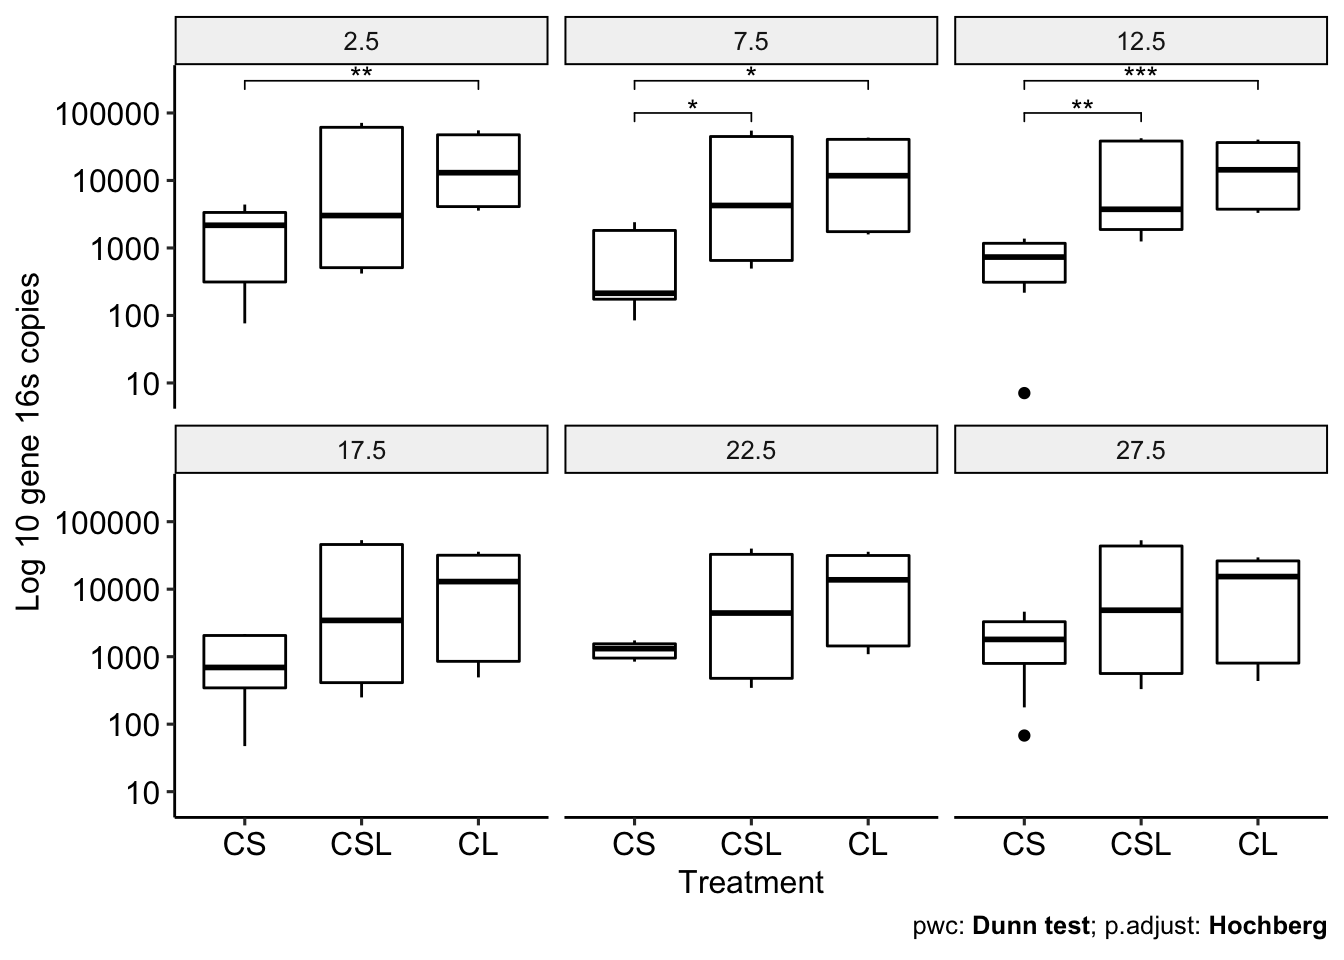 2.5 7.5 12.5
** * ***
* **
100000
10000
1000
100
10
Log 10 gene 16s copies
17.5 22.5 27.5
100000
10000
1000
100
10
CS CSL CL CS CSL CL CS CSL CL
Treatment
pwc: Dunn test; p.adjust: Hochberg